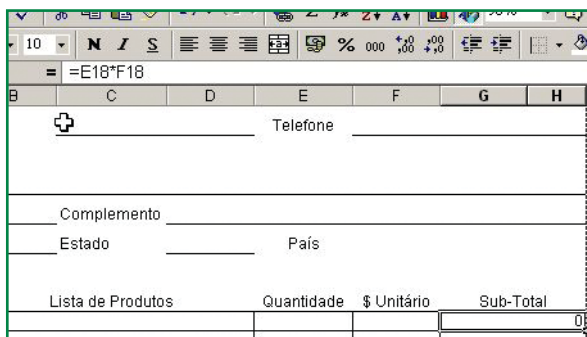 10 N I S % 000
= =E18*F18
B C D E F G H
Telefone
Complemento
Estado País
Lista de Produtos Quantidade $ Unitário Sub-Total
0